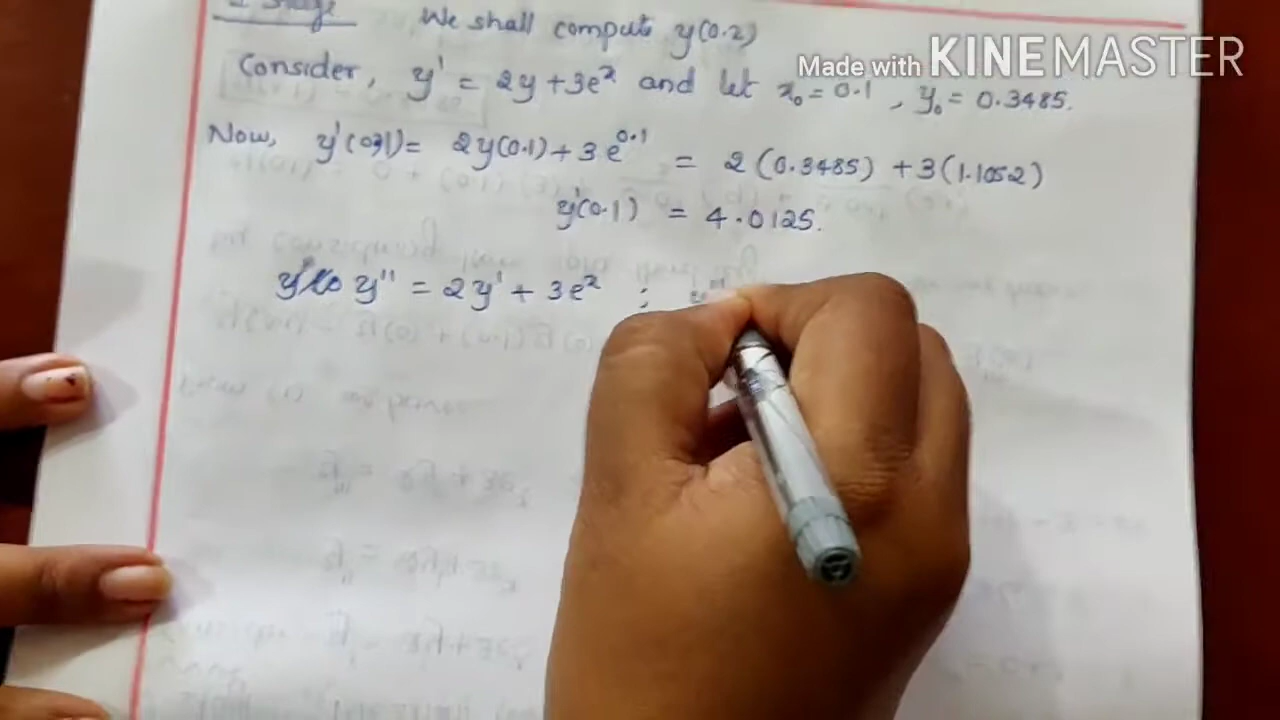 We shall compute y(0.2)
Made with KINEMASTER
Consider, y' = 2y + 3eˣ and let x₀ = 0.1, y₀ = 0.3485.
Now, y'(0.1) = 2y(0.1) + 3e^0.1 = 2(0.3485) + 3(1.1052)
y'(0.1) = 4.0125.
y'' = 2y' + 3eˣ ;